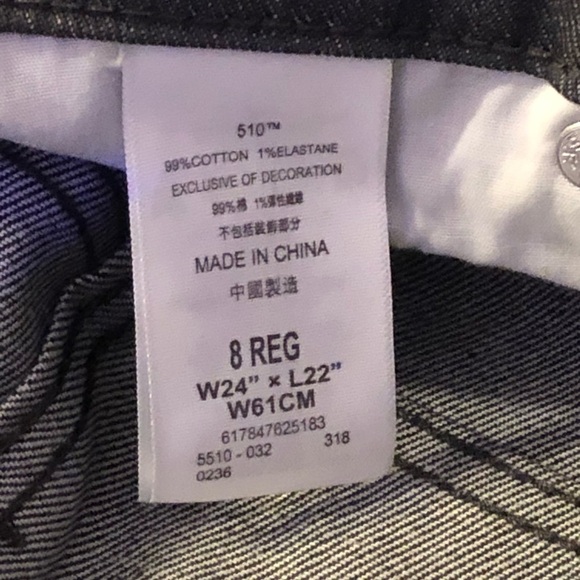 510™
99%COTTON 1%ELASTANE
EXCLUSIVE OF DECORATION
99%棉 1%彈性纖維
不包括裝飾部分
MADE IN CHINA
中國製造
8 REG
W24" × L22"
W61CM
617847625183
5510 - 032 318
0236